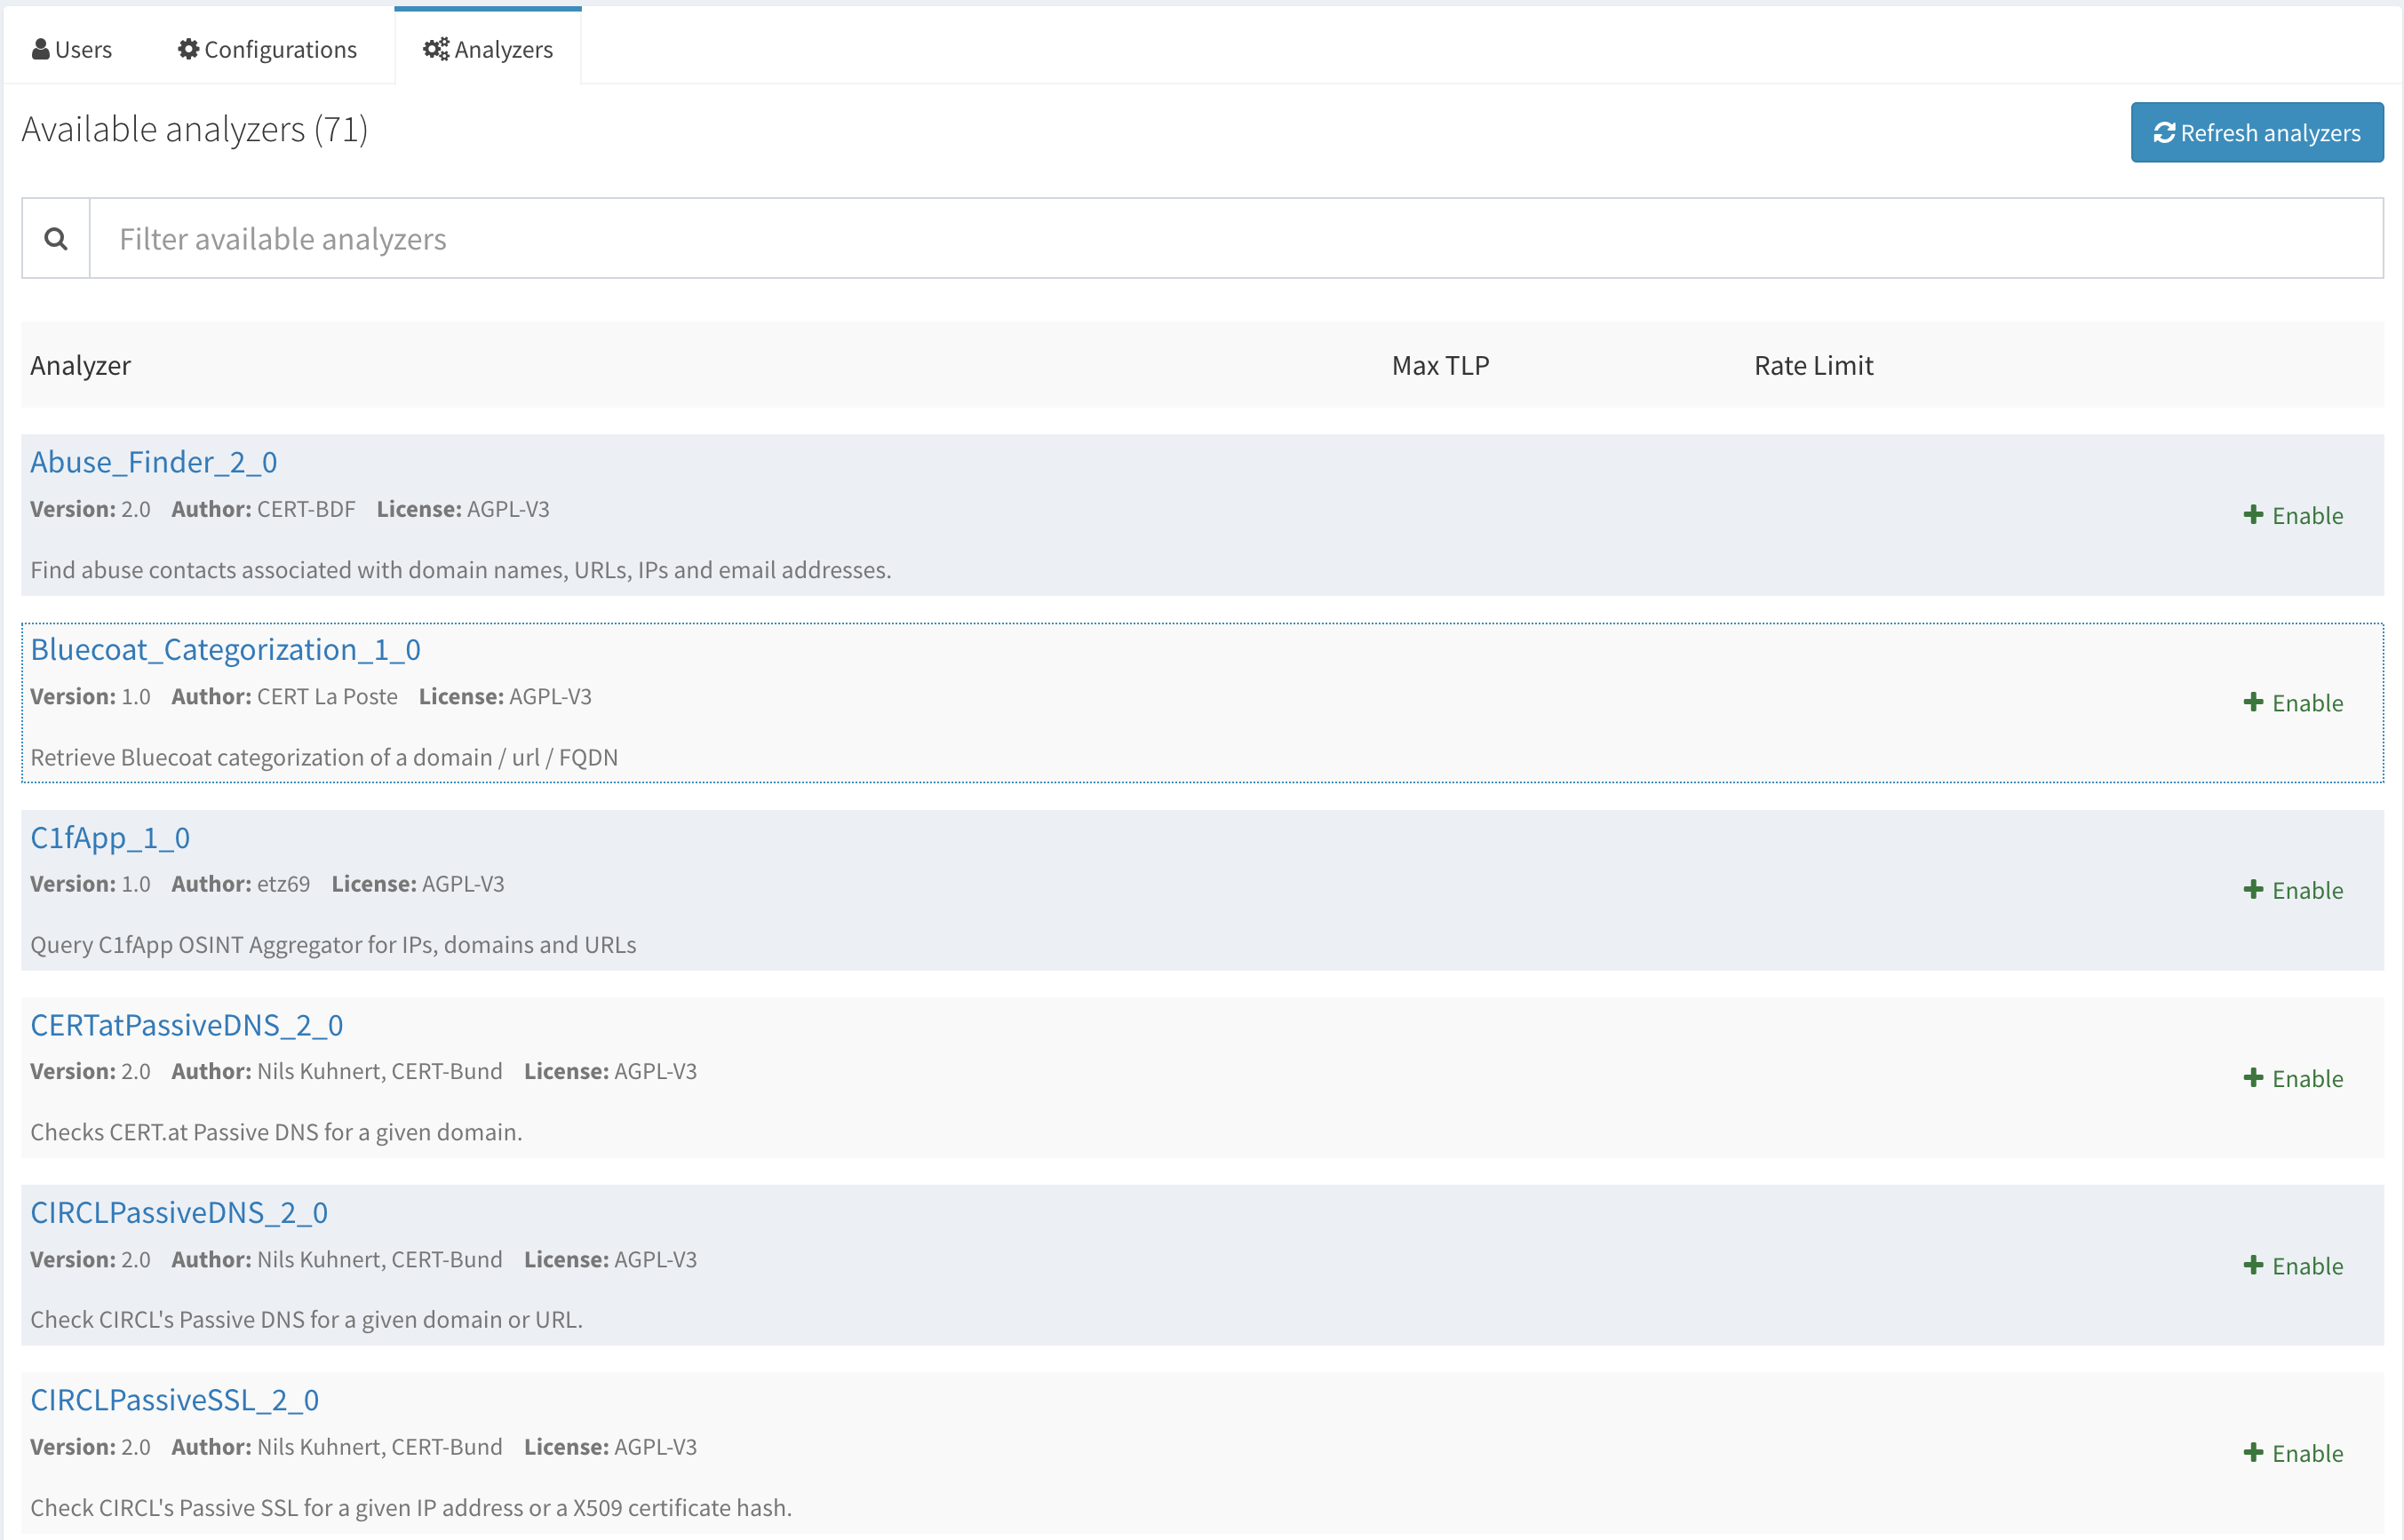 Users Configurations Analyzers
Available analyzers (71) Refresh analyzers
Filter available analyzers
Analyzer Max TLP Rate Limit
Abuse_Finder_2_0
Version: 2.0 Author: CERT-BDF License: AGPL-V3
Enable
Find abuse contacts associated with domain names, URLs, IPs and email addresses.
Bluecoat_Categorization_1_0
Version: 1.0 Author: CERT La Poste License: AGPL-V3
Enable
Retrieve Bluecoat categorization of a domain / url / FQDN
C1fApp_1_0
Version: 1.0 Author: etz69 License: AGPL-V3
Enable
Query C1fApp OSINT Aggregator for IPs, domains and URLs
CERTatPassiveDNS_2_0
Version: 2.0 Author: Nils Kuhnert, CERT-Bund License: AGPL-V3
Enable
Checks CERT.at Passive DNS for a given domain.
CIRCLPassiveDNS_2_0
Version: 2.0 Author: Nils Kuhnert, CERT-Bund License: AGPL-V3
Enable
Check CIRCL's Passive DNS for a given domain or URL.
CIRCLPassiveSSL_2_0
Version: 2.0 Author: Nils Kuhnert, CERT-Bund License: AGPL-V3
Enable
Check CIRCL's Passive SSL for a given IP address or a X509 certificate hash.